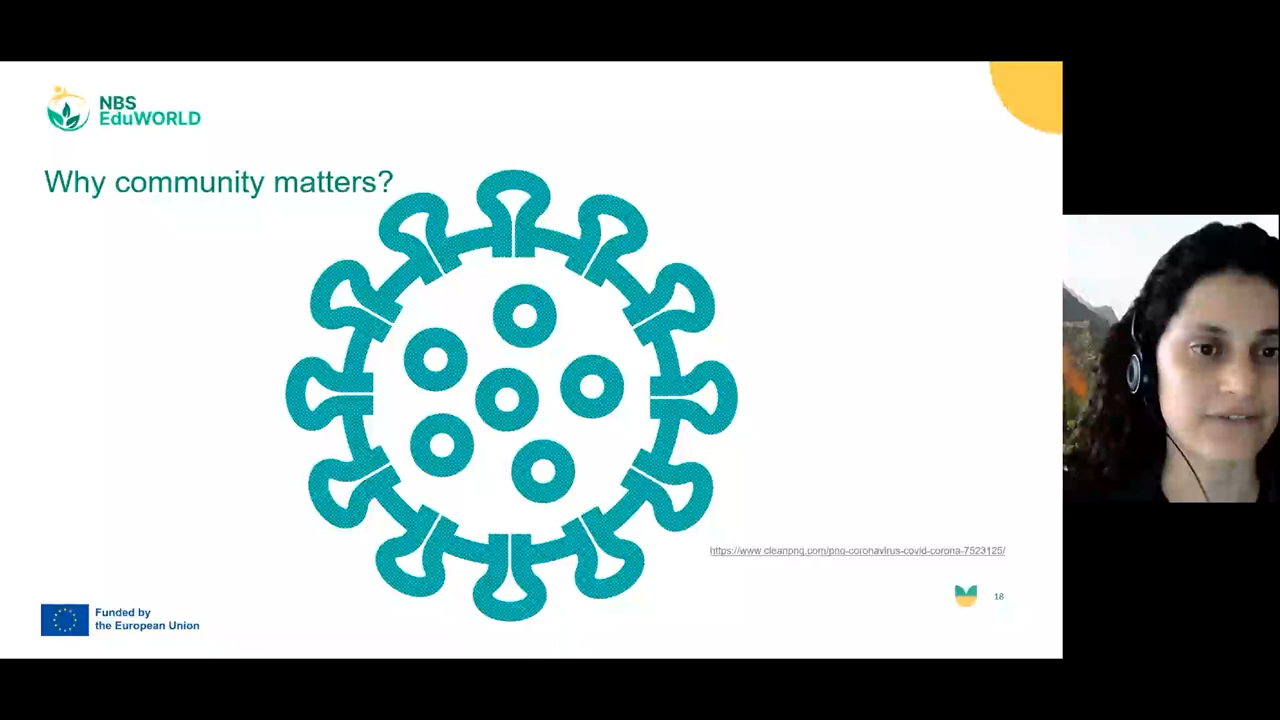 NBS
EduWORLD
Why community matters?
https://www.cleanpng.com/png-coronavirus-covid-corona-7523125/
18
Funded by
the European Union